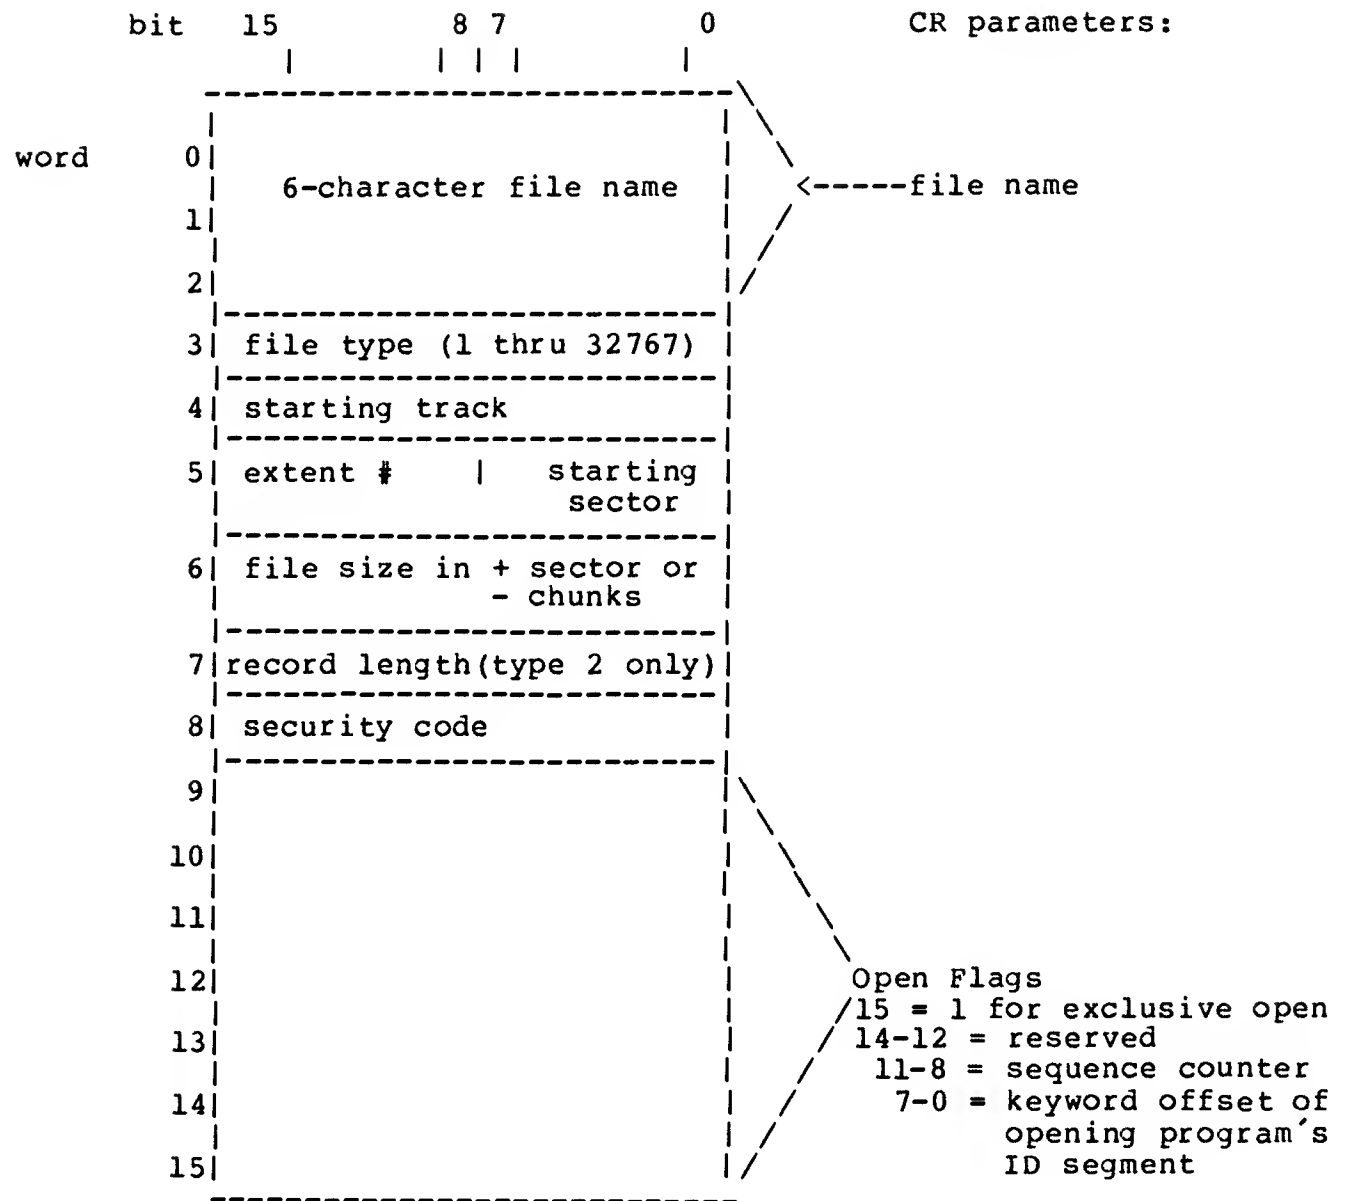 bit 15 8 7 0 CR parameters:
word 0
6-character file name <-----file name
1
2
3 file type (1 thru 32767)
4 starting track
5 extent # | starting
sector
6 file size in + sector or
- chunks
7 record length(type 2 only)
8 security code
9
10
11
12 Open Flags
15 = 1 for exclusive open
13 14-12 = reserved
11-8 = sequence counter
14 7-0 = keyword offset of
opening program's
15 ID segment